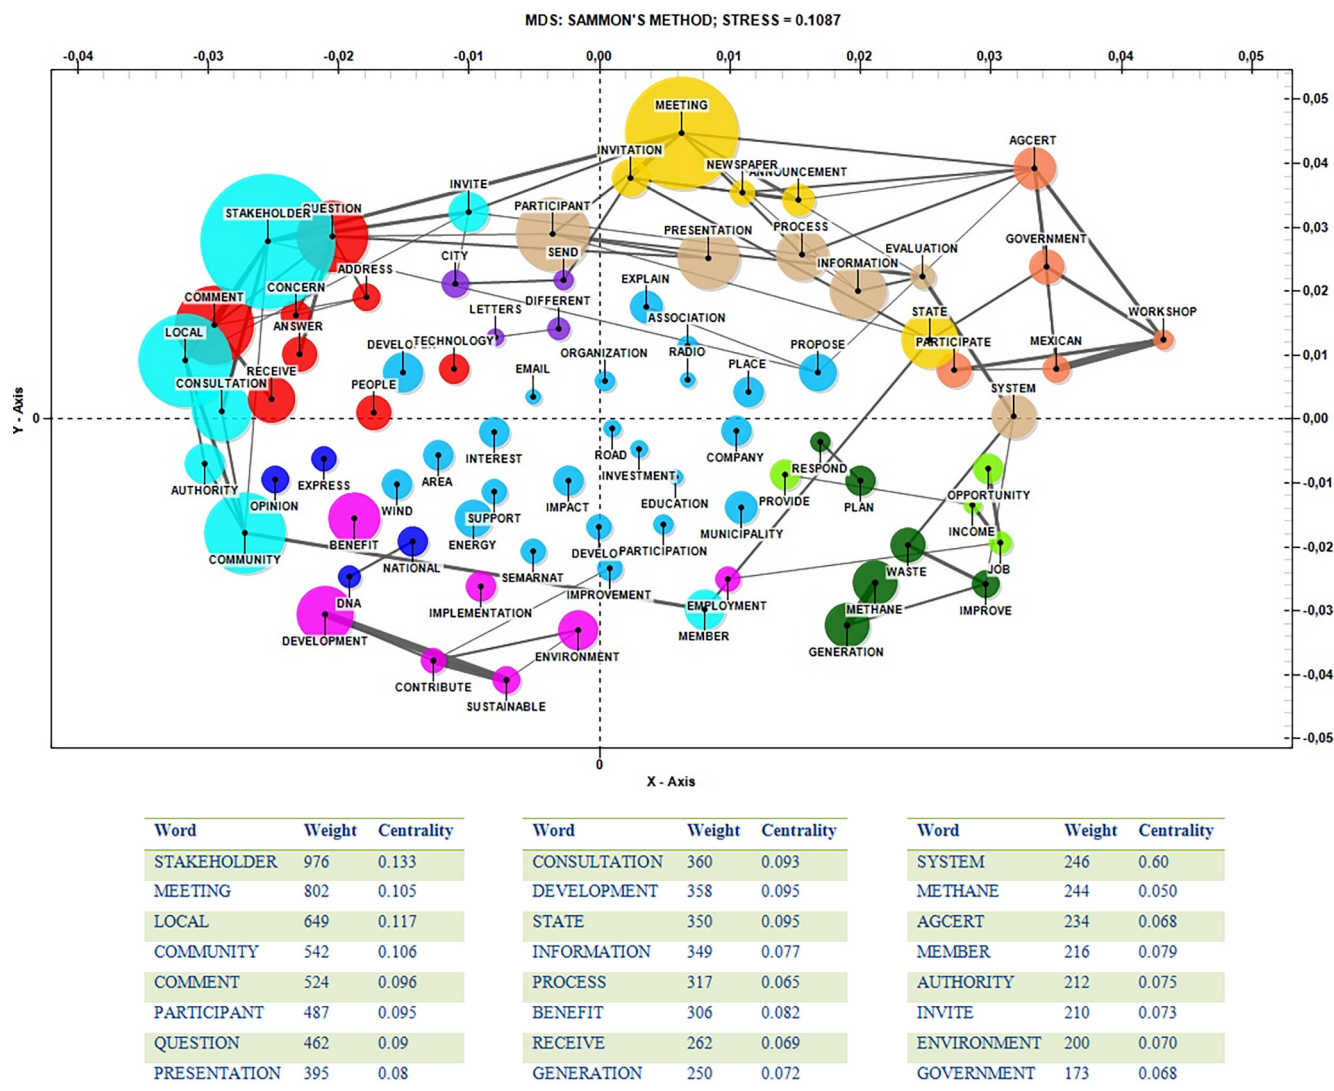 MDS: SAMMON'S METHOD; STRESS = 0.1087
-0,04 -0,03 -0,02 -0,01 0,00 0,01 0,02 0,03 0,04 0,05
0,05
MEETING
AGCERT
INVITATION
NEWSPAPER
ANNOUNCEMENT
0,04
INVITE
STAKEHOLDER
QUESTION
PARTICIPANT
PRESENTATION
PROCESS
0,03
CITY
SEND
INFORMATION
EVALUATION
GOVERNMENT
ADDRESS
EXPLAIN
0,02
COMMENT
CONCERN
LETTERS
DIFFERENT
ASSOCIATION
STATE
WORKSHOP
LOCAL
ANSWER
DEVELO
TECHNOLOGY
ORGANIZATION
RADIO
PROPOSE
PARTICIPATE
MEXICAN
0,01
CONSULTATION
RECEIVE
PEOPLE
EMAIL
PLACE
SYSTEM
Y - Axis
0
0,00
INTEREST
ROAD
COMPANY
RESPOND
AUTHORITY
EXPRESS
AREA
INVESTMENT
-0,01
OPINION
WIND
SUPPORT
IMPACT
EDUCATION
PROVIDE
PLAN
OPPORTUNITY
COMMUNITY
BENEFIT
ENERGY
DEVELO
PARTICIPATION
MUNICIPALITY
INCOME
-0,02
NATIONAL
SEMARNAT
WASTE
JOB
DNA
IMPLEMENTATION
IMPROVEMENT
EMPLOYMENT
METHANE
IMPROVE
-0,03
DEVELOPMENT
ENVIRONMENT
MEMBER
GENERATION
CONTRIBUTE
-0,04
SUSTAINABLE
-0,05
0
X - Axis
Word Weight Centrality Word Weight Centrality Word Weight Centrality
STAKEHOLDER 976 0.133 CONSULTATION 360 0.093 SYSTEM 246 0.60
MEETING 802 0.105 DEVELOPMENT 358 0.095 METHANE 244 0.050
LOCAL 649 0.117 STATE 350 0.095 AGCERT 234 0.068
COMMUNITY 542 0.106 INFORMATION 349 0.077 MEMBER 216 0.079
COMMENT 524 0.096 PROCESS 317 0.065 AUTHORITY 212 0.075
PARTICIPANT 487 0.095 BENEFIT 306 0.082 INVITE 210 0.073
QUESTION 462 0.09 RECEIVE 262 0.069 ENVIRONMENT 200 0.070
PRESENTATION 395 0.08 GENERATION 250 0.072 GOVERNMENT 173 0.068